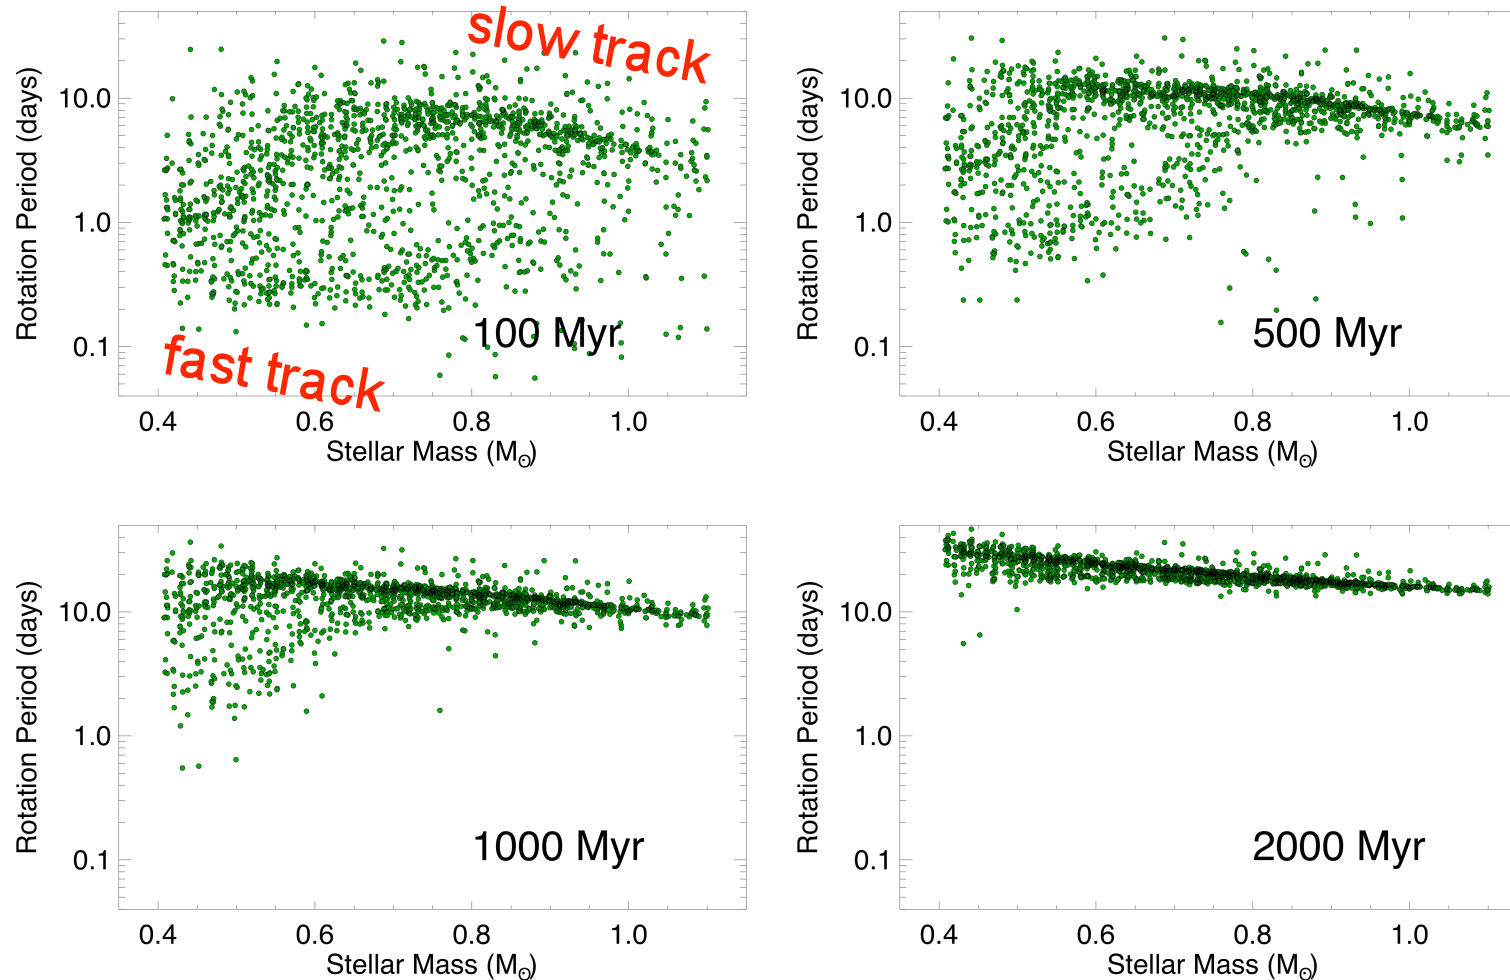 slow track
10.0
1.0
0.1
Rotation Period (days)
100 Myr
fast track
0.4 0.6 0.8 1.0
Stellar Mass (M☉)
10.0
1.0
0.1
Rotation Period (days)
500 Myr
0.4 0.6 0.8 1.0
Stellar Mass (M☉)
10.0
1.0
0.1
Rotation Period (days)
1000 Myr
0.4 0.6 0.8 1.0
Stellar Mass (M☉)
10.0
1.0
0.1
Rotation Period (days)
2000 Myr
0.4 0.6 0.8 1.0
Stellar Mass (M☉)